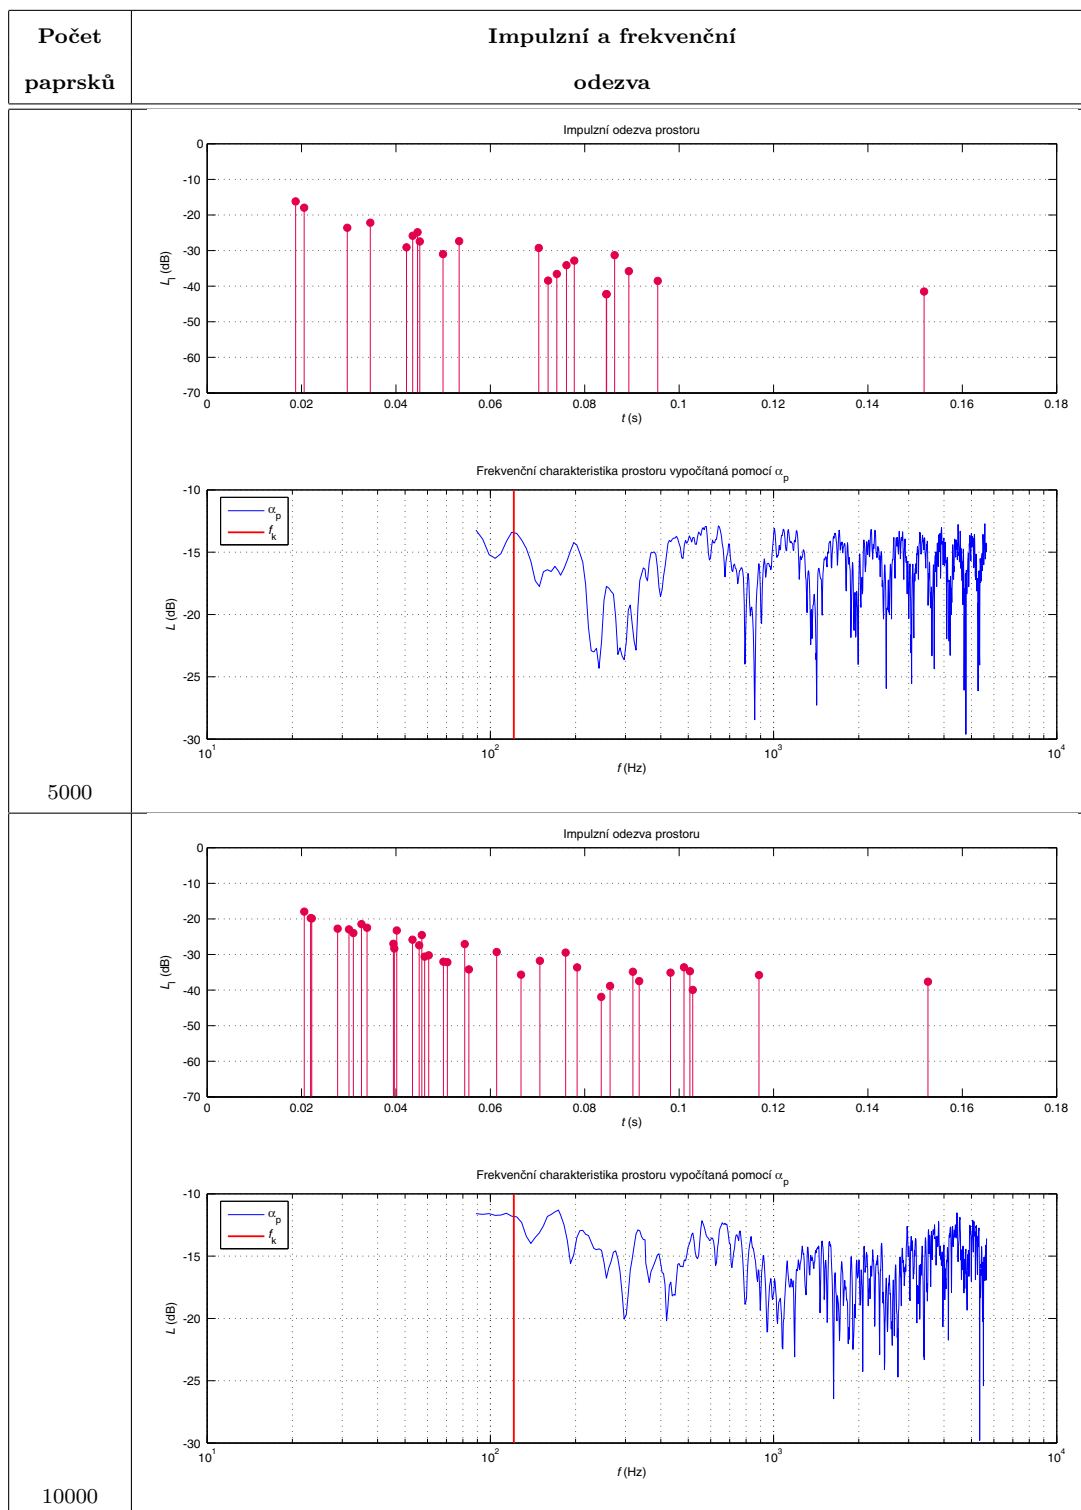 Počet
paprsků
Impulzní a frekvenční
odezva
5000
Impulzní odezva prostoru
0
-10
-20
-30
-40
-50
-60
-70
L_I (dB)
0 0.02 0.04 0.06 0.08 0.1 0.12 0.14 0.16 0.18
t (s)
Frekvenční charakteristika prostoru vypočítaná pomocí α_p
-10
-15
-20
-25
-30
L (dB)
α_p
f_k
10^1 10^2 10^3 10^4
f (Hz)
10000
Impulzní odezva prostoru
0
-10
-20
-30
-40
-50
-60
-70
L_I (dB)
0 0.02 0.04 0.06 0.08 0.1 0.12 0.14 0.16 0.18
t (s)
Frekvenční charakteristika prostoru vypočítaná pomocí α_p
-10
-15
-20
-25
-30
L (dB)
α_p
f_k
10^1 10^2 10^3 10^4
f (Hz)